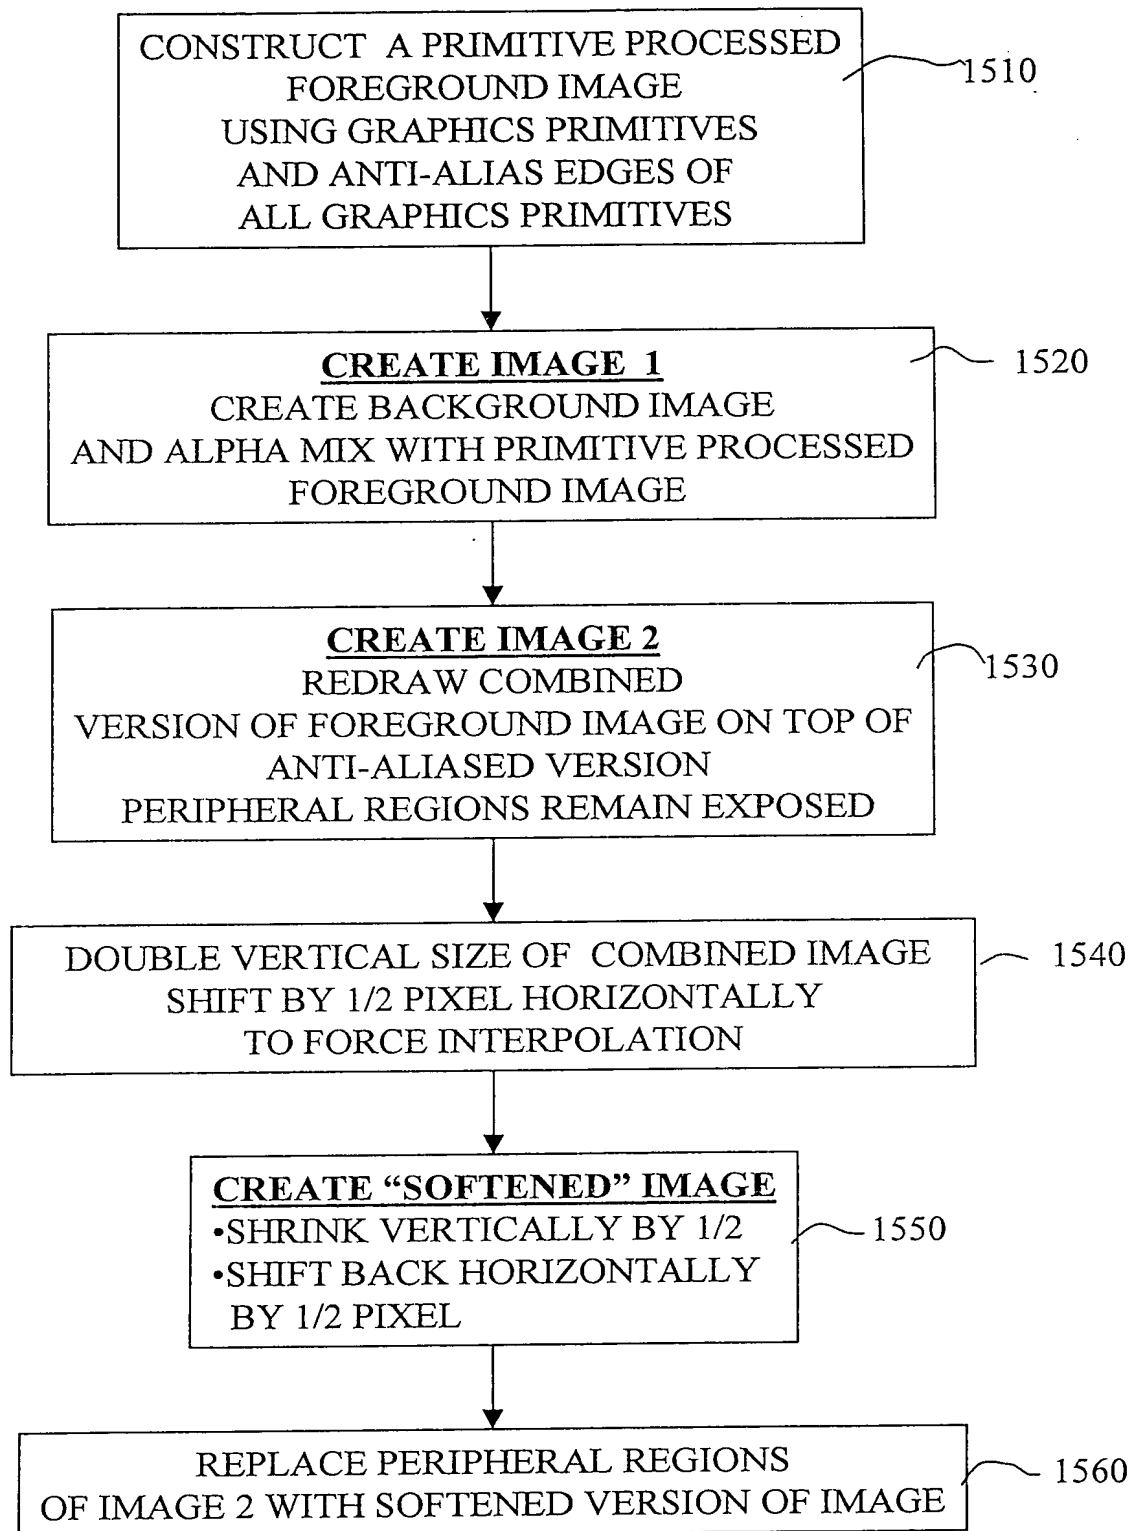 CONSTRUCT A PRIMITIVE PROCESSED
FOREGROUND IMAGE
USING GRAPHICS PRIMITIVES
AND ANTI-ALIAS EDGES OF
ALL GRAPHICS PRIMITIVES
1510
CREATE IMAGE 1
CREATE BACKGROUND IMAGE
AND ALPHA MIX WITH PRIMITIVE PROCESSED
FOREGROUND IMAGE
1520
CREATE IMAGE 2
REDRAW COMBINED
VERSION OF FOREGROUND IMAGE ON TOP OF
ANTI-ALIASED VERSION
PERIPHERAL REGIONS REMAIN EXPOSED
1530
DOUBLE VERTICAL SIZE OF COMBINED IMAGE
SHIFT BY 1/2 PIXEL HORIZONTALLY
TO FORCE INTERPOLATION
1540
CREATE “SOFTENED” IMAGE
•SHRINK VERTICALLY BY 1/2
•SHIFT BACK HORIZONTALLY
BY 1/2 PIXEL
1550
REPLACE PERIPHERAL REGIONS
OF IMAGE 2 WITH SOFTENED VERSION OF IMAGE
1560